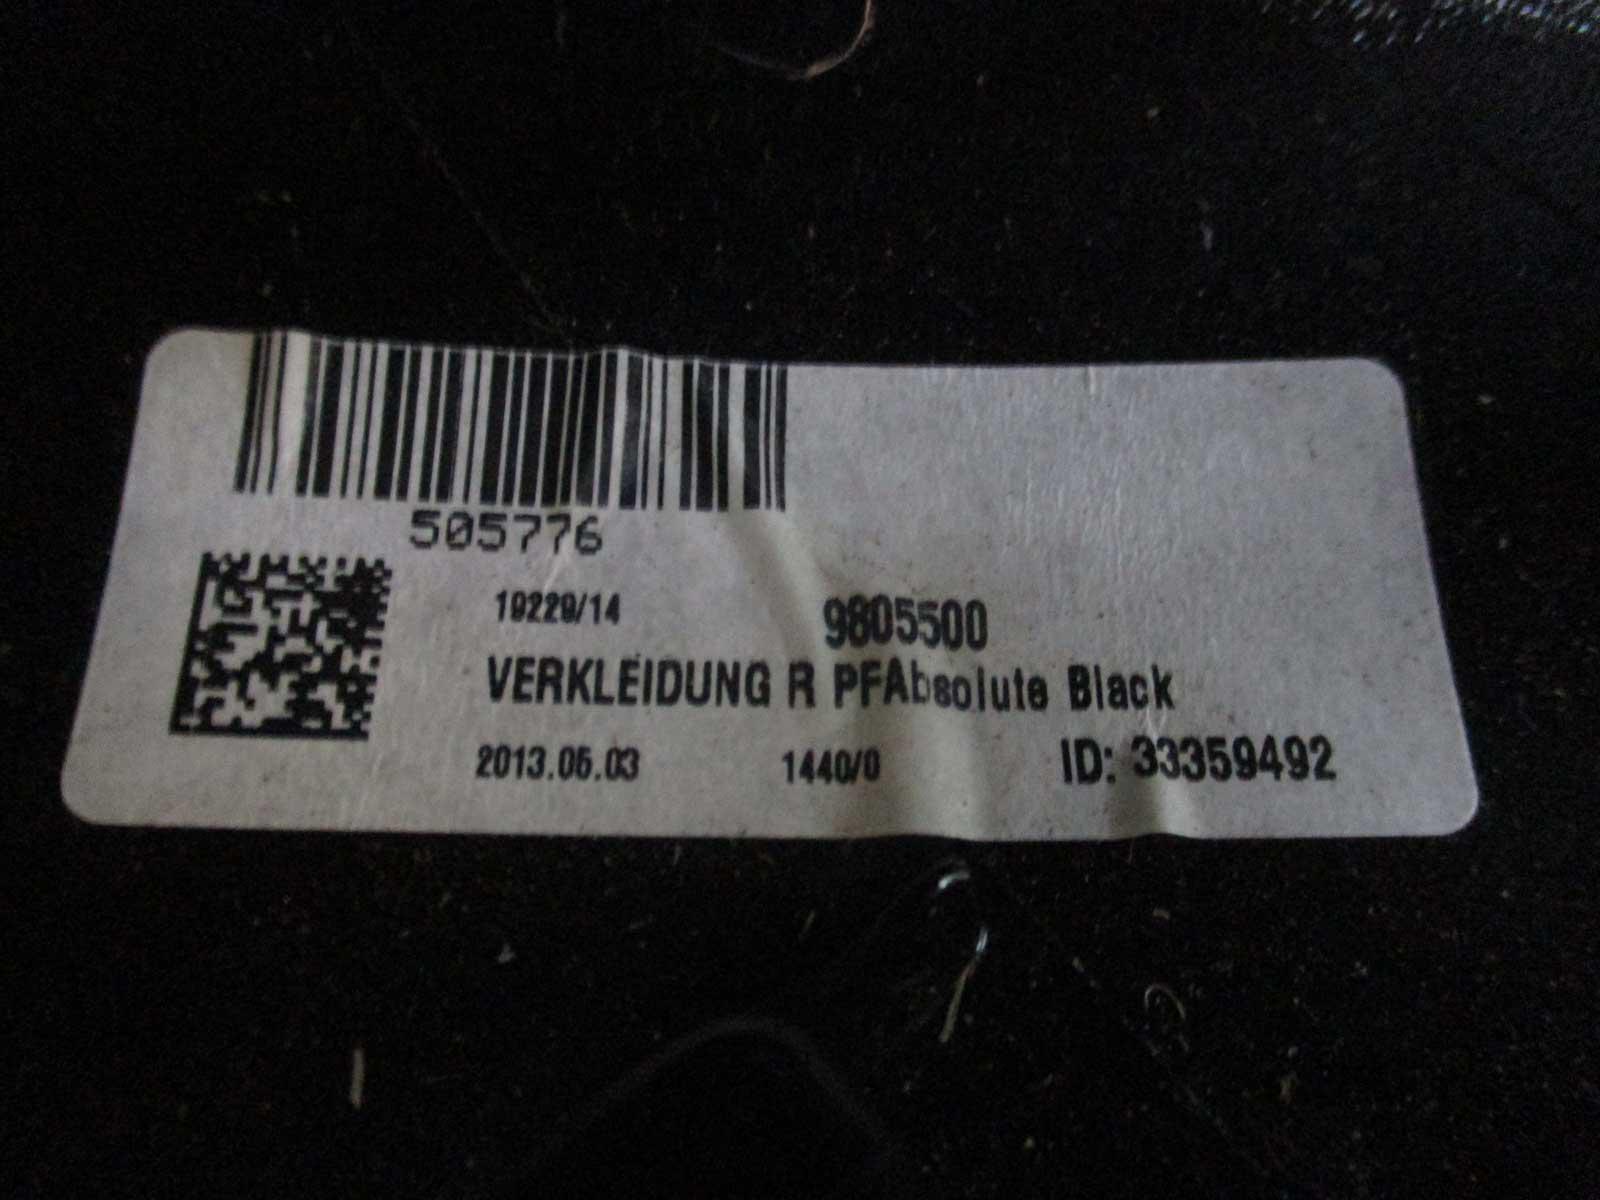 505776
19229/14 9805500
VERKLEIDUNG R PFAbsolute Black
2013.05.03 1440/0 ID: 33359492